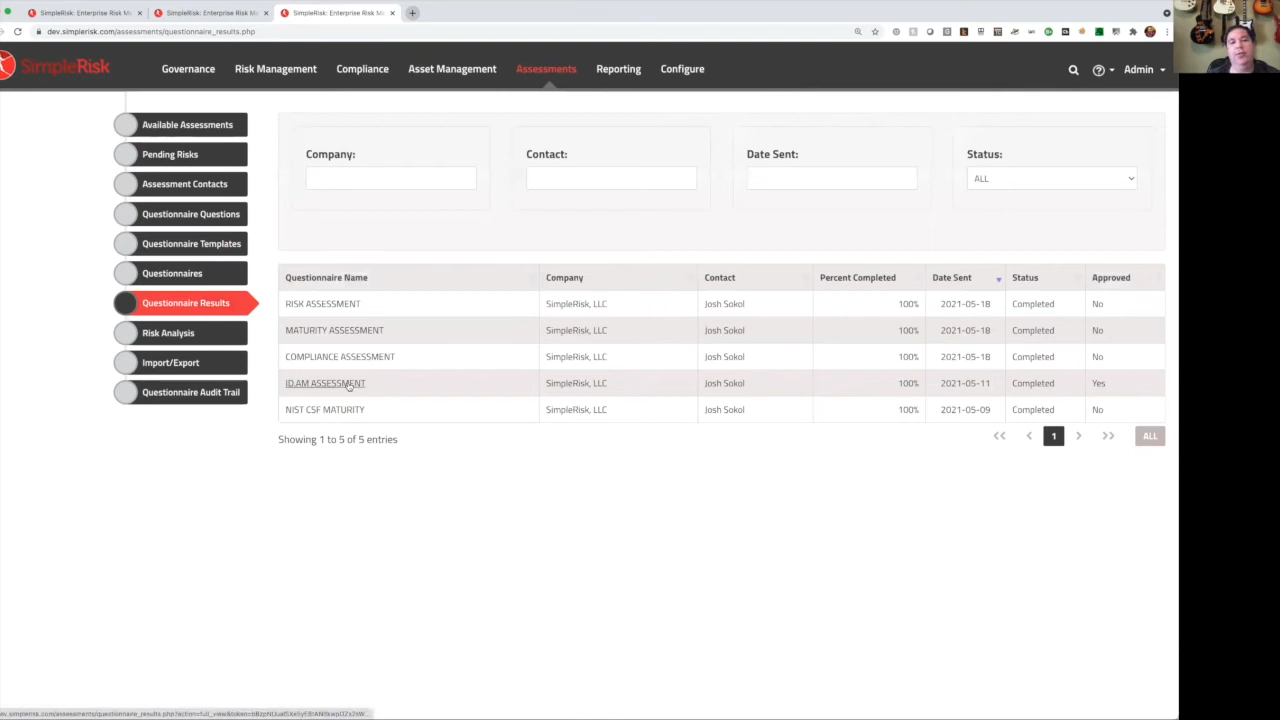 SimpleRisk: Enterprise Risk Ma
SimpleRisk: Enterprise Risk Ma
SimpleRisk: Enterprise Risk Ma
dev.simplerisk.com/assessments/questionnaire_results.php
SimpleRisk
Governance
Risk Management
Compliance
Asset Management
Assessments
Reporting
Configure
Admin
Available Assessments
Pending Risks
Assessment Contacts
Questionnaire Questions
Questionnaire Templates
Questionnaires
Questionnaire Results
Risk Analysis
Import/Export
Questionnaire Audit Trail
Company:
Contact:
Date Sent:
Status:
ALL
Questionnaire Name Company Contact Percent Completed Date Sent Status Approved
RISK ASSESSMENT SimpleRisk, LLC Josh Sokol 100% 2021-05-18 Completed No
MATURITY ASSESSMENT SimpleRisk, LLC Josh Sokol 100% 2021-05-18 Completed No
COMPLIANCE ASSESSMENT SimpleRisk, LLC Josh Sokol 100% 2021-05-18 Completed No
ID.AM ASSESSMENT SimpleRisk, LLC Josh Sokol 100% 2021-05-11 Completed Yes
NIST CSF MATURITY SimpleRisk, LLC Josh Sokol 100% 2021-05-09 Completed No
Showing 1 to 5 of 5 entries
<< < 1 > >> ALL